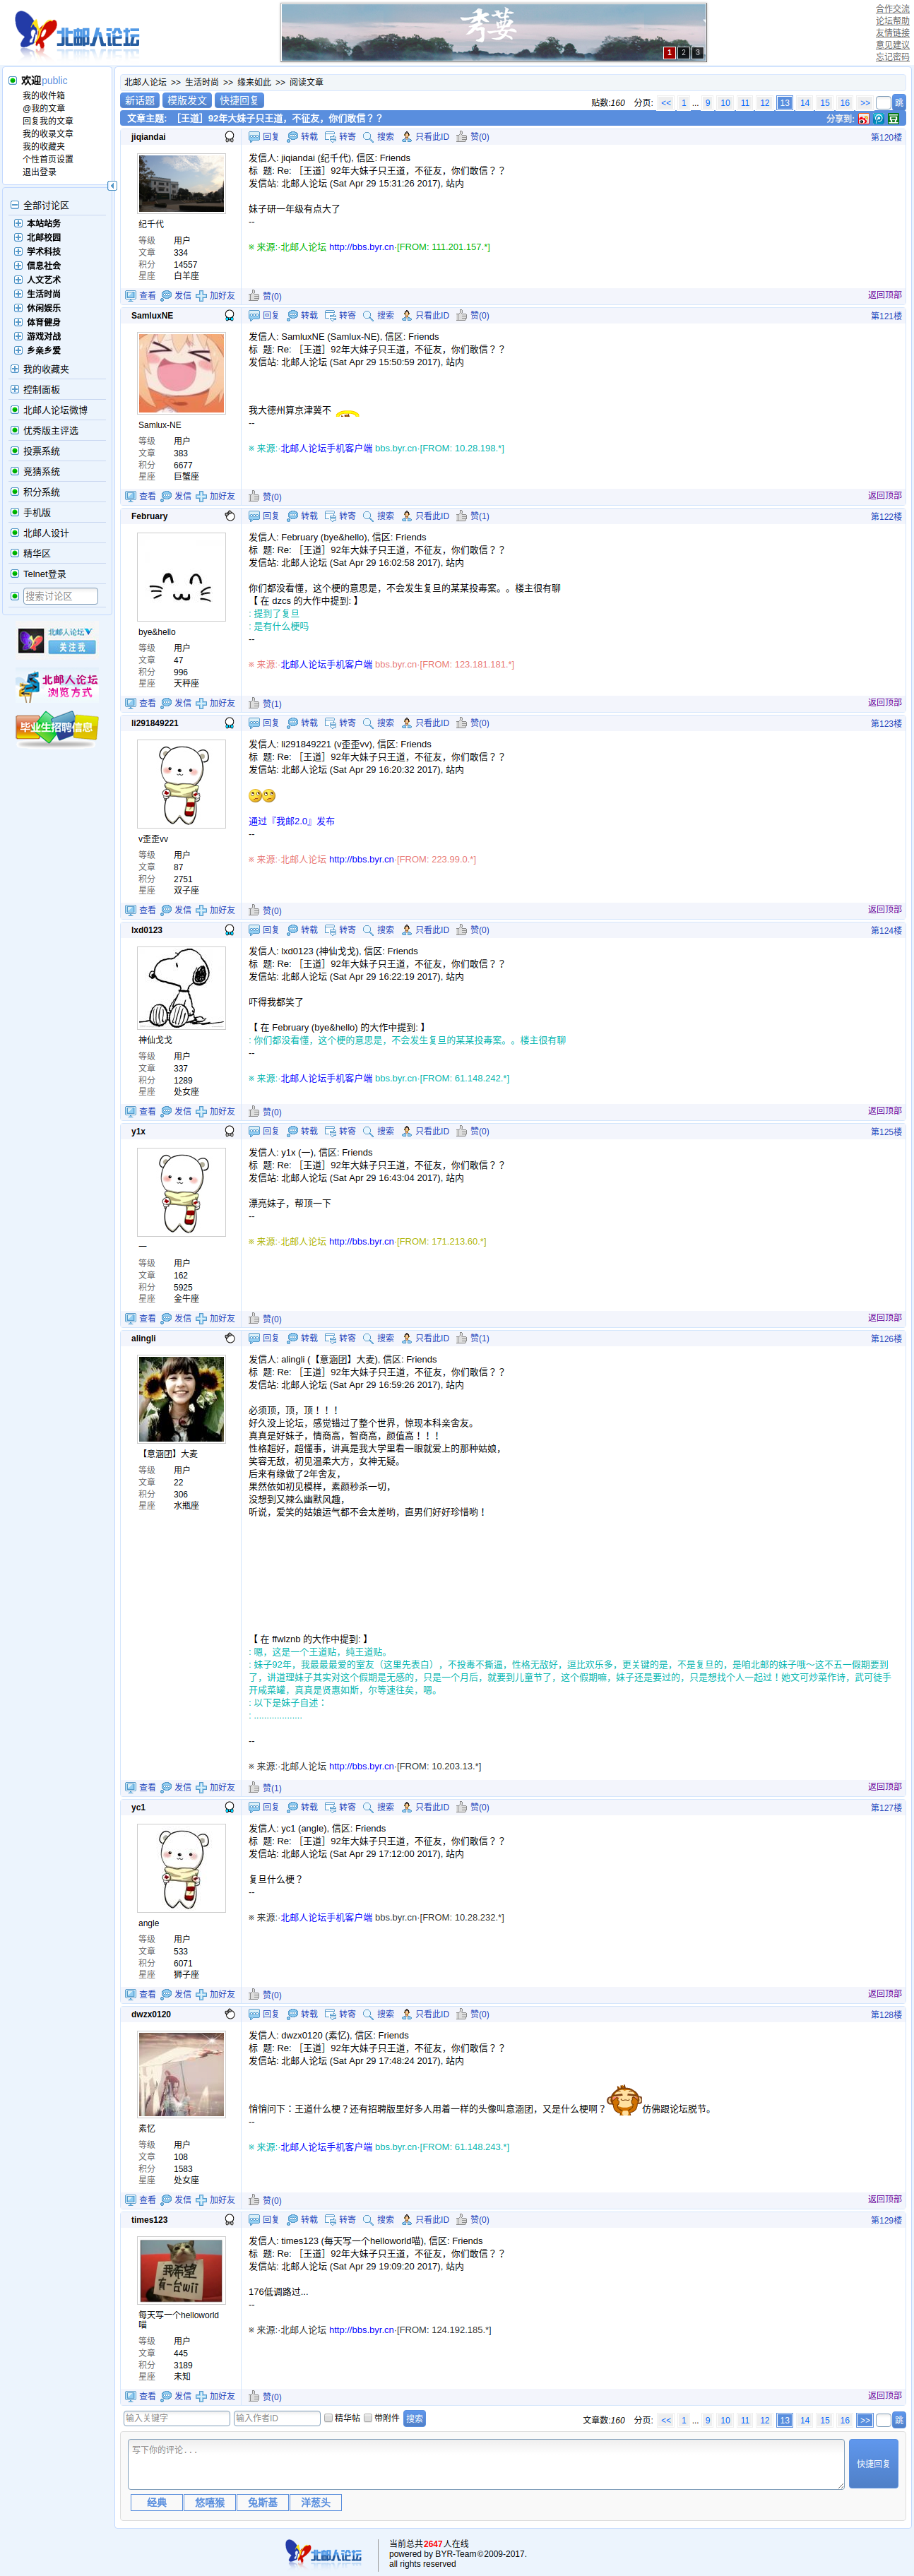 北邮人论坛
秀蒌
1 2 3
合作交流
论坛帮助
友情链接
意见建议
忘记密码
欢迎public
我的收件箱
@我的文章
回复我的文章
我的收录文章
我的收藏夹
个性首页设置
退出登录
全部讨论区
本站站务
北邮校园
学术科技
信息社会
人文艺术
生活时尚
休闲娱乐
体育健身
游戏对战
乡亲乡爱
我的收藏夹
控制面板
北邮人论坛微博
优秀版主评选
投票系统
竞猜系统
积分系统
手机版
北邮人设计
精华区
Telnet登录
搜索讨论区
北邮人论坛
关注我
北邮人论坛
浏览方式
毕业生招聘信息
北邮人论坛 >> 生活时尚 >> 缘来如此 >> 阅读文章
新话题 模版发文 快捷回复
贴数:160 分页: << 1 ... 9 10 11 12 13 14 15 16 >> 跳
文章主题: ［王道］92年大妹子只王道，不征友，你们敢信？？ 分享到:
jiqiandai 回复 转载 转寄 搜索 只看此ID 赞(0) 第120楼
纪千代
等级 用户
文章 334
积分 14557
星座 白羊座
发信人: jiqiandai (纪千代), 信区: Friends
标 题: Re: ［王道］92年大妹子只王道，不征友，你们敢信？？
发信站: 北邮人论坛 (Sat Apr 29 15:31:26 2017), 站内
妹子研一年级有点大了
--
※ 来源:·北邮人论坛 http://bbs.byr.cn·[FROM: 111.201.157.*]
查看 发信 加好友 赞(0) 返回顶部
SamluxNE 回复 转载 转寄 搜索 只看此ID 赞(0) 第121楼
Samlux-NE
等级 用户
文章 383
积分 6677
星座 巨蟹座
发信人: SamluxNE (Samlux-NE), 信区: Friends
标 题: Re: ［王道］92年大妹子只王道，不征友，你们敢信？？
发信站: 北邮人论坛 (Sat Apr 29 15:50:59 2017), 站内
我大德州算京津冀不
--
※ 来源:·北邮人论坛手机客户端 bbs.byr.cn·[FROM: 10.28.198.*]
查看 发信 加好友 赞(0) 返回顶部
February 回复 转载 转寄 搜索 只看此ID 赞(1) 第122楼
bye&hello
等级 用户
文章 47
积分 996
星座 天秤座
发信人: February (bye&hello), 信区: Friends
标 题: Re: ［王道］92年大妹子只王道，不征友，你们敢信？？
发信站: 北邮人论坛 (Sat Apr 29 16:02:58 2017), 站内
你们都没看懂，这个梗的意思是，不会发生复旦的某某投毒案。。楼主很有聊
【 在 dzcs 的大作中提到: 】
: 提到了复旦
: 是有什么梗吗
--
※ 来源:·北邮人论坛手机客户端 bbs.byr.cn·[FROM: 123.181.181.*]
查看 发信 加好友 赞(1) 返回顶部
li291849221 回复 转载 转寄 搜索 只看此ID 赞(0) 第123楼
v歪歪vv
等级 用户
文章 87
积分 2751
星座 双子座
发信人: li291849221 (v歪歪vv), 信区: Friends
标 题: Re: ［王道］92年大妹子只王道，不征友，你们敢信？？
发信站: 北邮人论坛 (Sat Apr 29 16:20:32 2017), 站内
通过『我邮2.0』发布
--
※ 来源:·北邮人论坛 http://bbs.byr.cn·[FROM: 223.99.0.*]
查看 发信 加好友 赞(0) 返回顶部
lxd0123 回复 转载 转寄 搜索 只看此ID 赞(0) 第124楼
神仙戈戈
等级 用户
文章 337
积分 1289
星座 处女座
发信人: lxd0123 (神仙戈戈), 信区: Friends
标 题: Re: ［王道］92年大妹子只王道，不征友，你们敢信？？
发信站: 北邮人论坛 (Sat Apr 29 16:22:19 2017), 站内
吓得我都笑了
【 在 February (bye&hello) 的大作中提到: 】
: 你们都没看懂，这个梗的意思是，不会发生复旦的某某投毒案。。楼主很有聊
--
※ 来源:·北邮人论坛手机客户端 bbs.byr.cn·[FROM: 61.148.242.*]
查看 发信 加好友 赞(0) 返回顶部
y1x 回复 转载 转寄 搜索 只看此ID 赞(0) 第125楼
一
等级 用户
文章 162
积分 5925
星座 金牛座
发信人: y1x (一), 信区: Friends
标 题: Re: ［王道］92年大妹子只王道，不征友，你们敢信？？
发信站: 北邮人论坛 (Sat Apr 29 16:43:04 2017), 站内
漂亮妹子，帮顶一下
--
※ 来源:·北邮人论坛 http://bbs.byr.cn·[FROM: 171.213.60.*]
查看 发信 加好友 赞(0) 返回顶部
alingli 回复 转载 转寄 搜索 只看此ID 赞(1) 第126楼
【意涵团】大麦
等级 用户
文章 22
积分 306
星座 水瓶座
发信人: alingli (【意涵团】大麦), 信区: Friends
标 题: Re: ［王道］92年大妹子只王道，不征友，你们敢信？？
发信站: 北邮人论坛 (Sat Apr 29 16:59:26 2017), 站内
必须顶，顶，顶！！！
好久没上论坛，感觉错过了整个世界，惊现本科亲舍友。
真真是好妹子，情商高，智商高，颜值高！！！
性格超好，超懂事，讲真是我大学里看一眼就爱上的那种姑娘，
笑容无敌，初见温柔大方，女神无疑。
后来有缘做了2年舍友，
果然依如初见模样，素颜秒杀一切，
没想到又辣么幽默风趣，
听说，爱笑的姑娘运气都不会太差哟，直男们好好珍惜哟！
【 在 ffwlznb 的大作中提到: 】
: 嗯，这是一个王道贴，纯王道贴。
: 妹子92年，我最最最爱的室友（这里先表白），不投毒不撕逼，性格无敌好，逗比欢乐多，更关键的是，不是复旦的，是咱北邮的妹子哦～这不五一假期要到了，讲道理妹子其实对这个假期是无感的，只是一个月后，就要到儿童节了，这个假期嘛，妹子还是要过的，只是想找个人一起过！她文可炒菜作诗，武可徒手开咸菜罐，真真是贤惠如斯，尔等速往矣，嗯。
: 以下是妹子自述：
: ...................
--
※ 来源:·北邮人论坛 http://bbs.byr.cn·[FROM: 10.203.13.*]
查看 发信 加好友 赞(1) 返回顶部
yc1 回复 转载 转寄 搜索 只看此ID 赞(0) 第127楼
angle
等级 用户
文章 533
积分 6071
星座 狮子座
发信人: yc1 (angle), 信区: Friends
标 题: Re: ［王道］92年大妹子只王道，不征友，你们敢信？？
发信站: 北邮人论坛 (Sat Apr 29 17:12:00 2017), 站内
复旦什么梗？
--
※ 来源:·北邮人论坛手机客户端 bbs.byr.cn·[FROM: 10.28.232.*]
查看 发信 加好友 赞(0) 返回顶部
dwzx0120 回复 转载 转寄 搜索 只看此ID 赞(0) 第128楼
素忆
等级 用户
文章 108
积分 1583
星座 处女座
发信人: dwzx0120 (素忆), 信区: Friends
标 题: Re: ［王道］92年大妹子只王道，不征友，你们敢信？？
发信站: 北邮人论坛 (Sat Apr 29 17:48:24 2017), 站内
悄悄问下：王道什么梗？还有招聘版里好多人用着一样的头像叫意涵团，又是什么梗啊？ 仿佛跟论坛脱节。
--
※ 来源:·北邮人论坛手机客户端 bbs.byr.cn·[FROM: 61.148.243.*]
查看 发信 加好友 赞(0) 返回顶部
times123 回复 转载 转寄 搜索 只看此ID 赞(0) 第129楼
我希望
有一台wii
每天写一个helloworld喵
等级 用户
文章 445
积分 3189
星座 未知
发信人: times123 (每天写一个helloworld喵), 信区: Friends
标 题: Re: ［王道］92年大妹子只王道，不征友，你们敢信？？
发信站: 北邮人论坛 (Sat Apr 29 19:09:20 2017), 站内
176低调路过...
--
※ 来源:·北邮人论坛 http://bbs.byr.cn·[FROM: 124.192.185.*]
查看 发信 加好友 赞(0) 返回顶部
输入关键字 输入作者ID 精华帖 带附件 搜索
文章数:160 分页: << 1 ... 9 10 11 12 13 14 15 16 >> 跳
写下你的评论...
快捷回复
经典 悠嘻猴 兔斯基 洋葱头
北邮人论坛
当前总共2647人在线
powered by BYR-Team©2009-2017.
all rights reserved